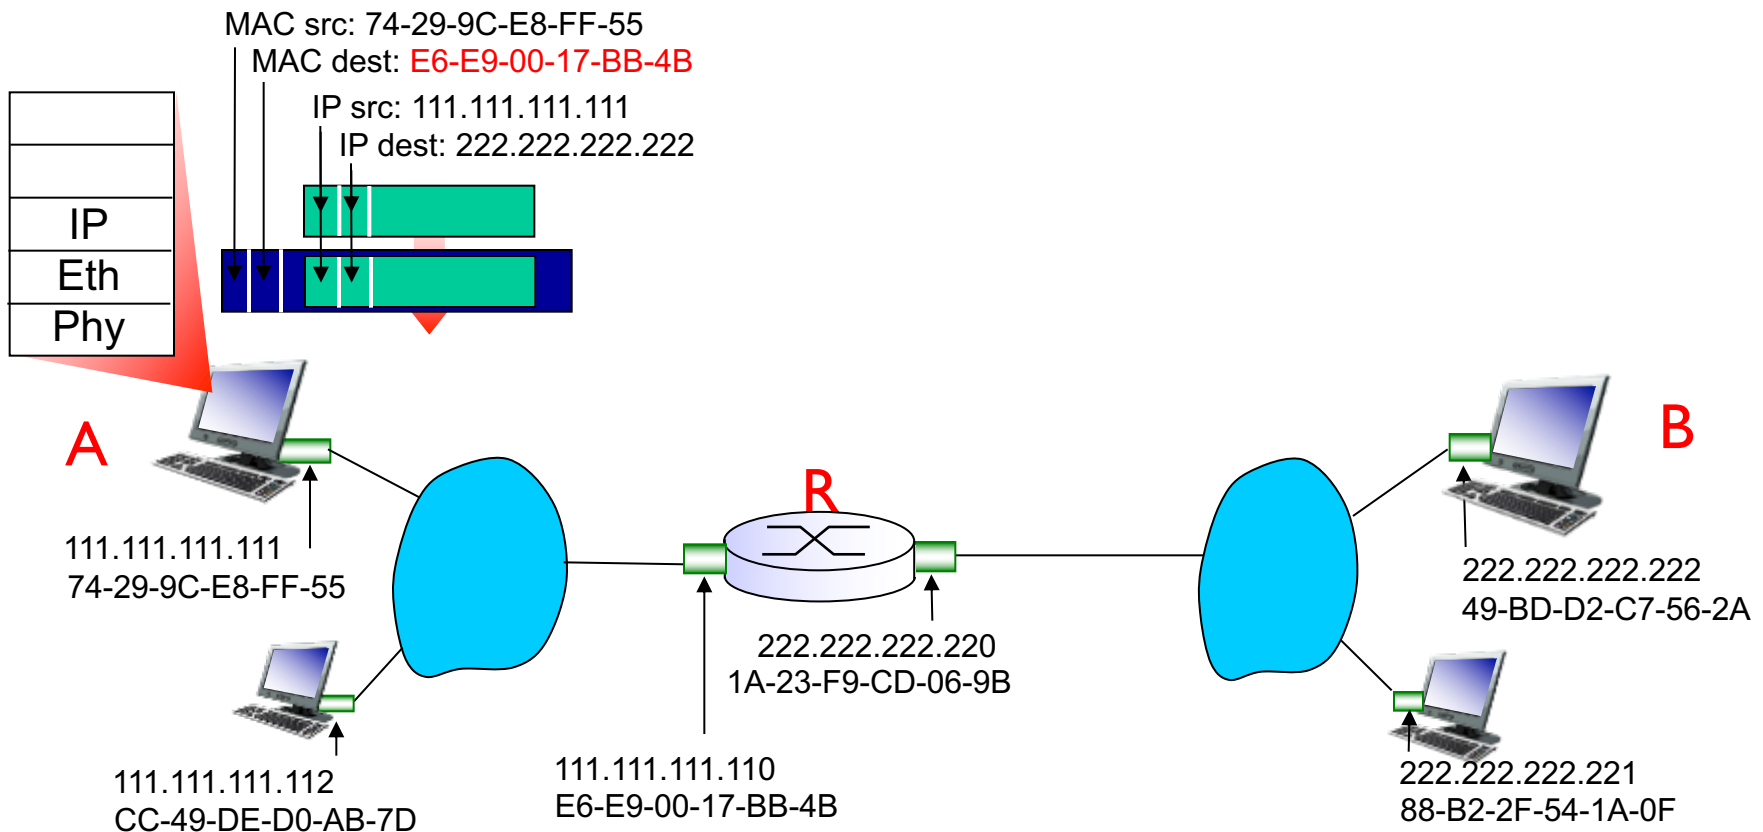 MAC src: 74-29-9C-E8-FF-55
MAC dest: E6-E9-00-17-BB-4B
IP src: 111.111.111.111
IP dest: 222.222.222.222
IP
Eth
Phy
A
B
R
111.111.111.111
74-29-9C-E8-FF-55
222.222.222.222
49-BD-D2-C7-56-2A
222.222.222.220
1A-23-F9-CD-06-9B
111.111.111.112
CC-49-DE-D0-AB-7D
111.111.111.110
E6-E9-00-17-BB-4B
222.222.222.221
88-B2-2F-54-1A-0F